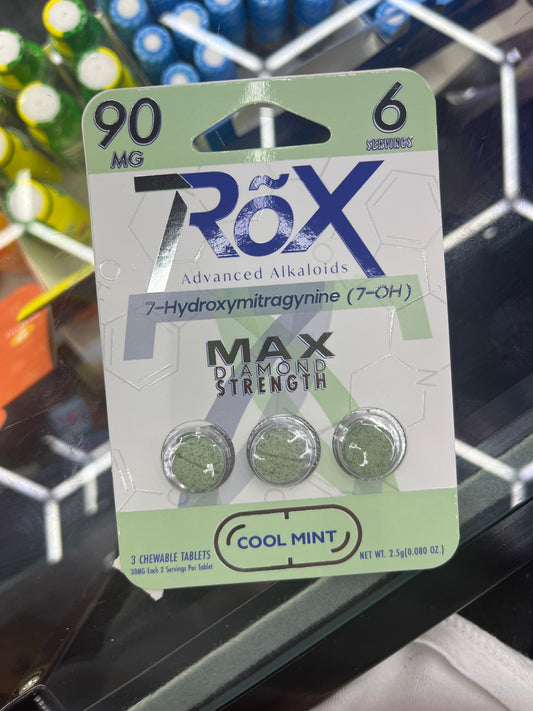 90
MG
6
SERVINGS
7RõX
Advanced Alkaloids
7-Hydroxymitragynine (7-OH)
MAX
DIAMOND
STRENGTH
COOL MINT
3 CHEWABLE TABLETS
30MG Each 2 Servings Per Tablet
NET WT. 2.5g(0.080 OZ.)